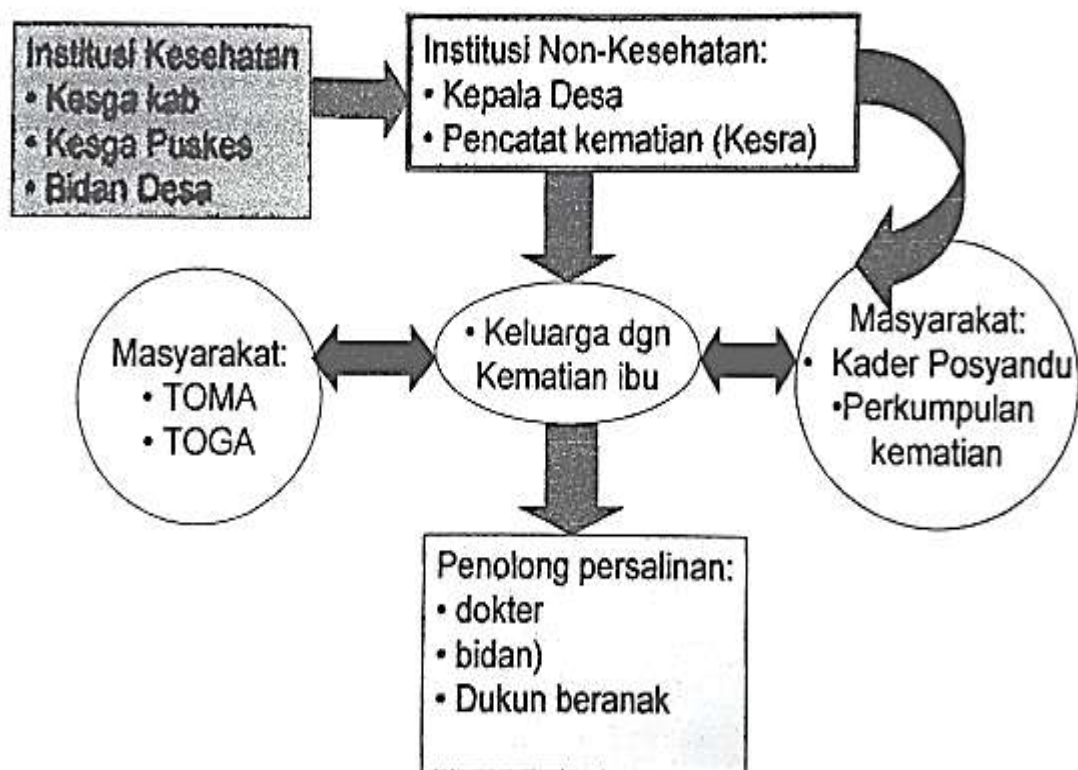 Institusi Kesehatan
• Kesga kab
• Kesga Puskes
• Bidan Desa
Institusi Non-Kesehatan:
• Kepala Desa
• Pencatat kematian (Kesra)
Masyarakat:
• TOMA
• TOGA
• Keluarga dgn
Kematian ibu
Masyarakat:
• Kader Posyandu
•Perkumpulan
kematian
Penolong persalinan:
• dokter
• bidan)
• Dukun beranak